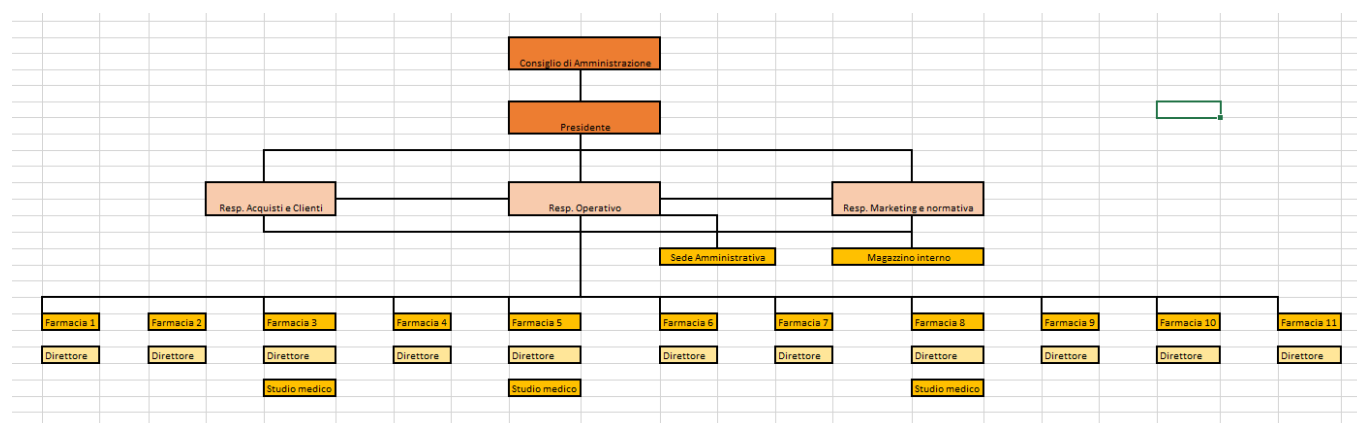 Consiglio di Amministrazione
Presidente
Resp. Acquisti e Clienti
Resp. Operativo
Resp. Marketing e normativa
Sede Amministrativa
Magazzino interno
Farmacia 1
Farmacia 2
Farmacia 3
Farmacia 4
Farmacia 5
Farmacia 6
Farmacia 7
Farmacia 8
Farmacia 9
Farmacia 10
Farmacia 11
Direttore
Direttore
Direttore
Direttore
Direttore
Direttore
Direttore
Direttore
Direttore
Direttore
Direttore
Studio medico
Studio medico
Studio medico